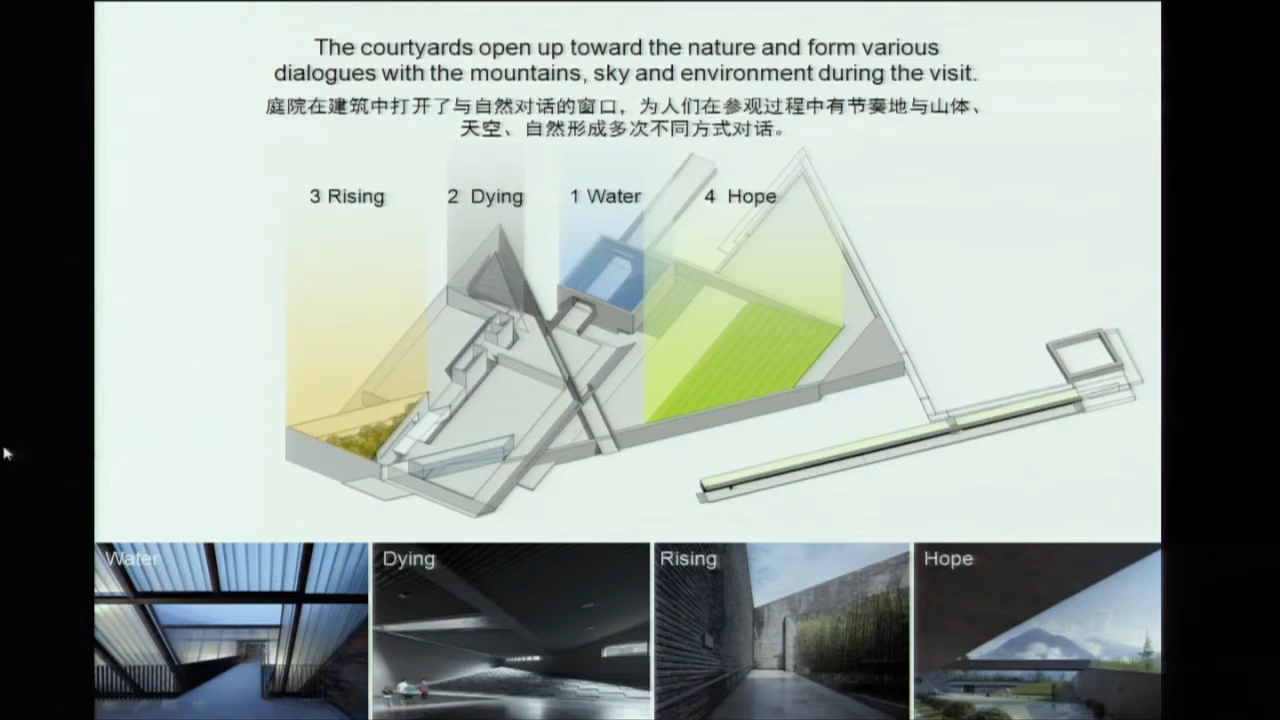 The courtyards open up toward the nature and form various
dialogues with the mountains, sky and environment during the visit.
庭院在建筑中打开了与自然对话的窗口，为人们在参观过程中有节奏地与山体、
天空、自然形成多次不同方式对话。
3 Rising
2 Dying
1 Water
4 Hope
Water
Dying
Rising
Hope